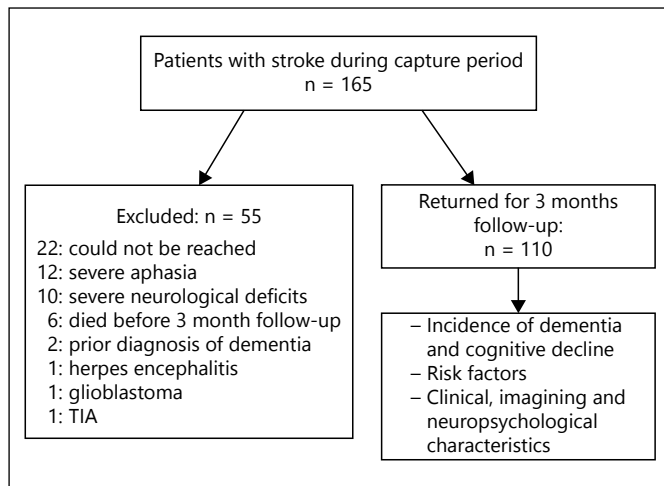 Patients with stroke during capture period
n = 165
Excluded: n = 55
22: could not be reached
12: severe aphasia
10: severe neurological deficits
6: died before 3 month follow-up
2: prior diagnosis of dementia
1: herpes encephalitis
1: glioblastoma
1: TIA
Returned for 3 months
follow-up:
n = 110
– Incidence of dementia
and cognitive decline
– Risk factors
– Clinical, imagining and
neuropsychological
characteristics